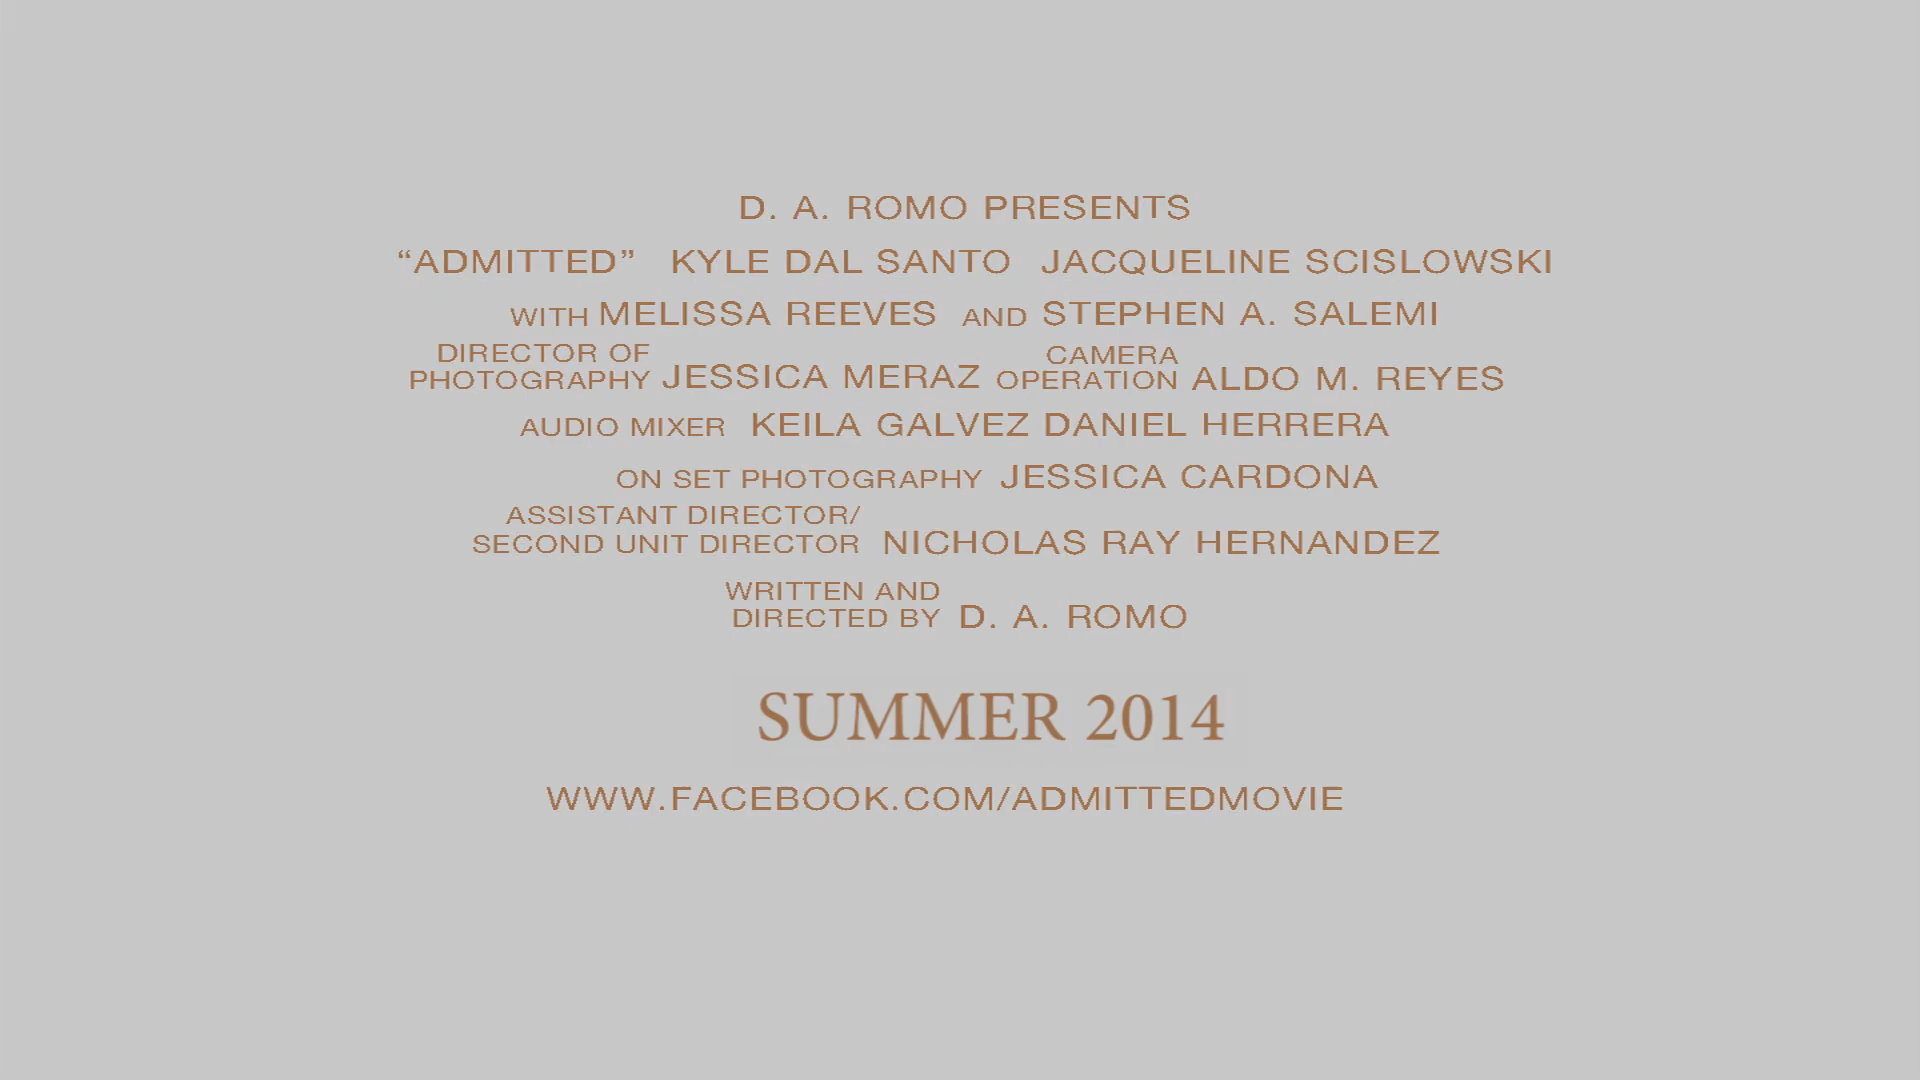 D. A. ROMO PRESENTS
“ADMITTED” KYLE DAL SANTO JACQUELINE SCISLOWSKI
WITH MELISSA REEVES AND STEPHEN A. SALEMI
DIRECTOR OF PHOTOGRAPHY JESSICA MERAZ CAMERA OPERATION ALDO M. REYES
AUDIO MIXER KEILA GALVEZ DANIEL HERRERA
ON SET PHOTOGRAPHY JESSICA CARDONA
ASSISTANT DIRECTOR/
SECOND UNIT DIRECTOR NICHOLAS RAY HERNANDEZ
WRITTEN AND
DIRECTED BY D. A. ROMO
SUMMER 2014
WWW.FACEBOOK.COM/ADMITTEDMOVIE